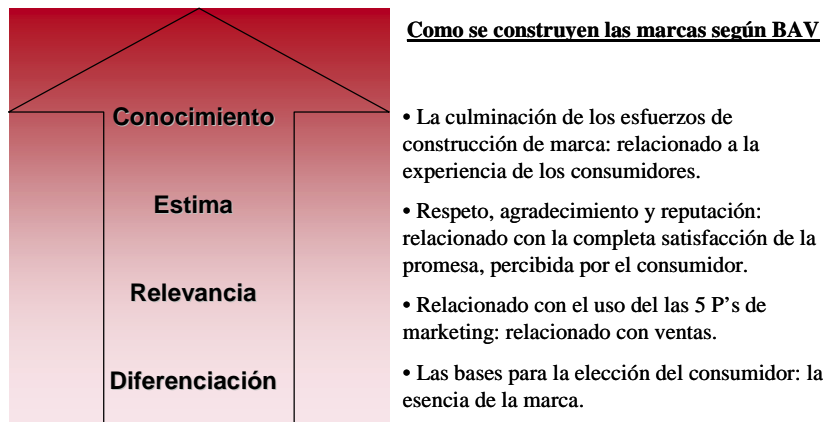 Como se construyen las marcas según BAV
Conocimiento
• La culminación de los esfuerzos de
construcción de marca: relacionado a la
experiencia de los consumidores.
Estima
• Respeto, agradecimiento y reputación:
relacionado con la completa satisfacción de la
promesa, percibida por el consumidor.
Relevancia
• Relacionado con el uso del las 5 P’s de
marketing: relacionado con ventas.
Diferenciación
• Las bases para la elección del consumidor: la
esencia de la marca.